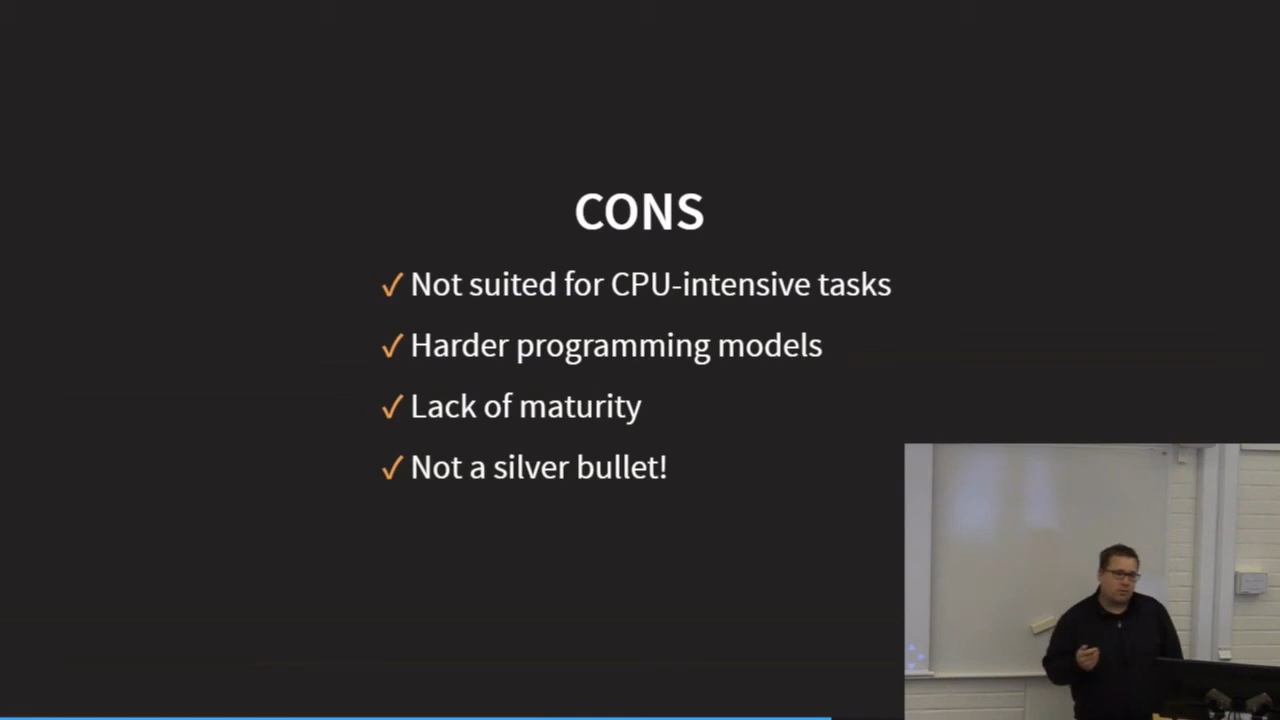 CONS
✓ Not suited for CPU-intensive tasks
✓ Harder programming models
✓ Lack of maturity
✓ Not a silver bullet!